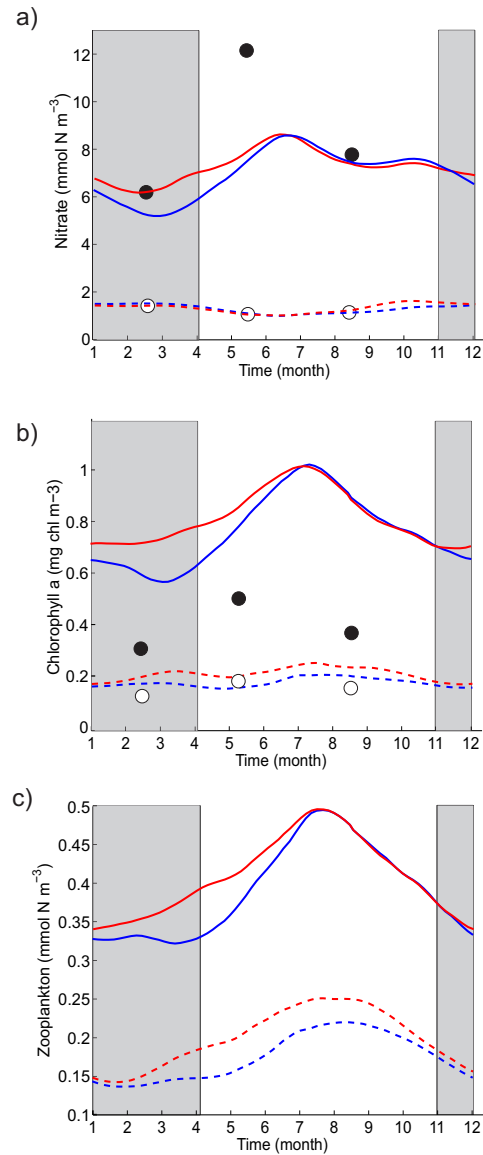 a)
Nitrate (mmol N m−3)
12
10
8
6
4
2
0
1 2 3 4 5 6 7 8 9 10 11 12
Time (month)
b)
Chlorophyll a (mg chl m-3)
1
0.8
0.6
0.4
0.2
0
1 2 3 4 5 6 7 8 9 10 11 12
Time (month)
c)
Zooplankton (mmol N m−3)
0.5
0.45
0.4
0.35
0.3
0.25
0.2
0.15
0.1
1 2 3 4 5 6 7 8 9 10 11 12
Time (month)